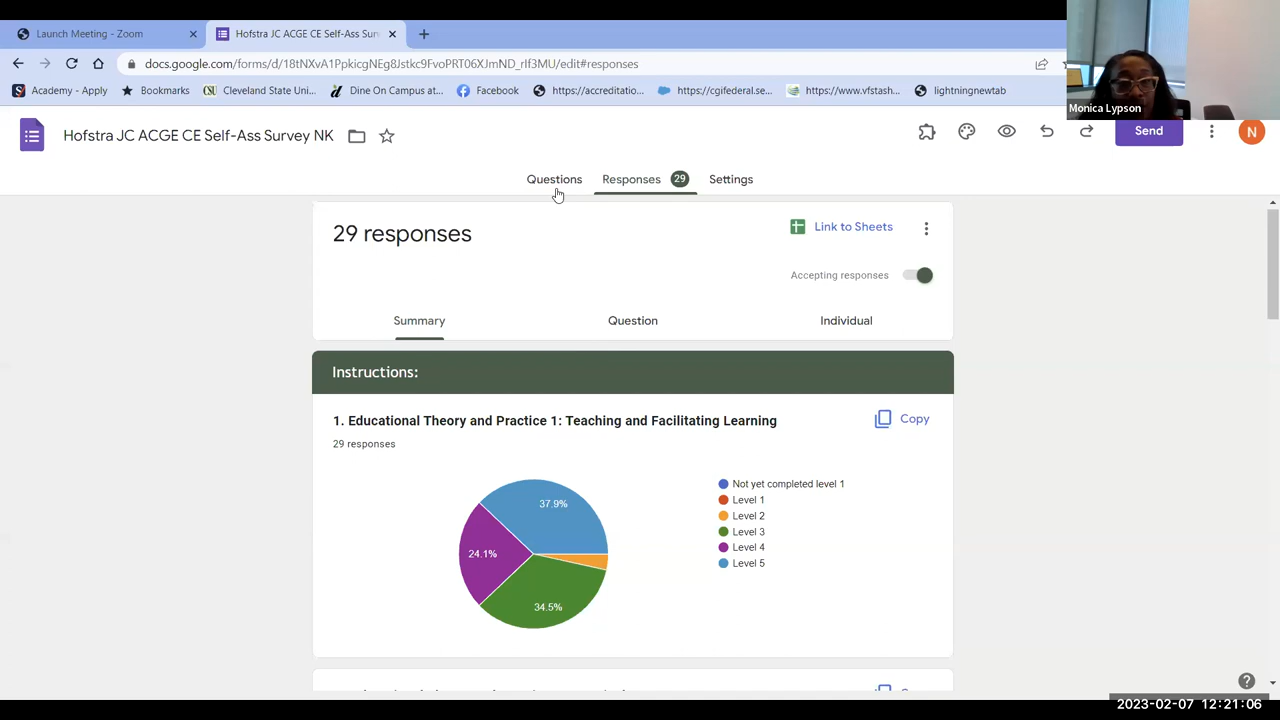 Launch Meeting - Zoom
Hofstra JC ACGE CE Self-Ass Surv
docs.google.com/forms/d/18tNXvA1PpkicgNEg8Jstkc9FvoPRT06XJmND_rIf3MU/edit#responses
Academy - Apply
Bookmarks
Cleveland State Uni...
Dine On Campus at...
Facebook
https://accreditatio...
https://cgifederal.se...
https://www.vfstash...
lightningnewtab
Monica Lypson
Hofstra JC ACGE CE Self-Ass Survey NK
Send
N
Questions
Responses 29
Settings
29 responses
Link to Sheets
Accepting responses
Summary
Question
Individual
Instructions:
1. Educational Theory and Practice 1: Teaching and Facilitating Learning
Copy
29 responses
37.9%
24.1%
34.5%
Not yet completed level 1
Level 1
Level 2
Level 3
Level 4
Level 5
2023-02-07 12:21:06